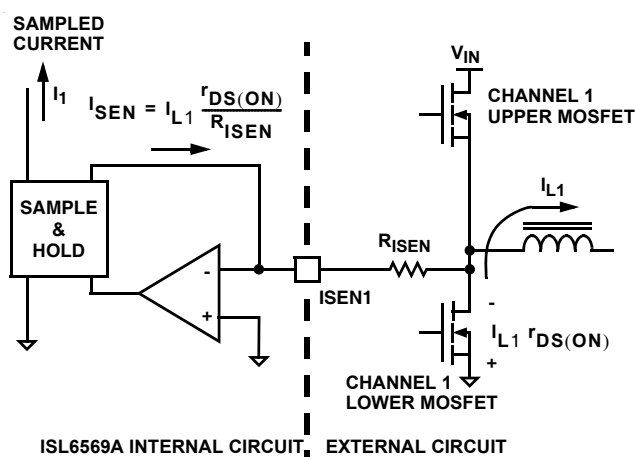 SAMPLED
CURRENT
I1
ISEN = IL1 rDS(ON)
RISEN
SAMPLE
&
HOLD
-
+
ISEN1
RISEN
VIN
CHANNEL 1
UPPER MOSFET
IL1
-
IL1 rDS(ON)
+
CHANNEL 1
LOWER MOSFET
ISL6569A INTERNAL CIRCUIT
EXTERNAL CIRCUIT